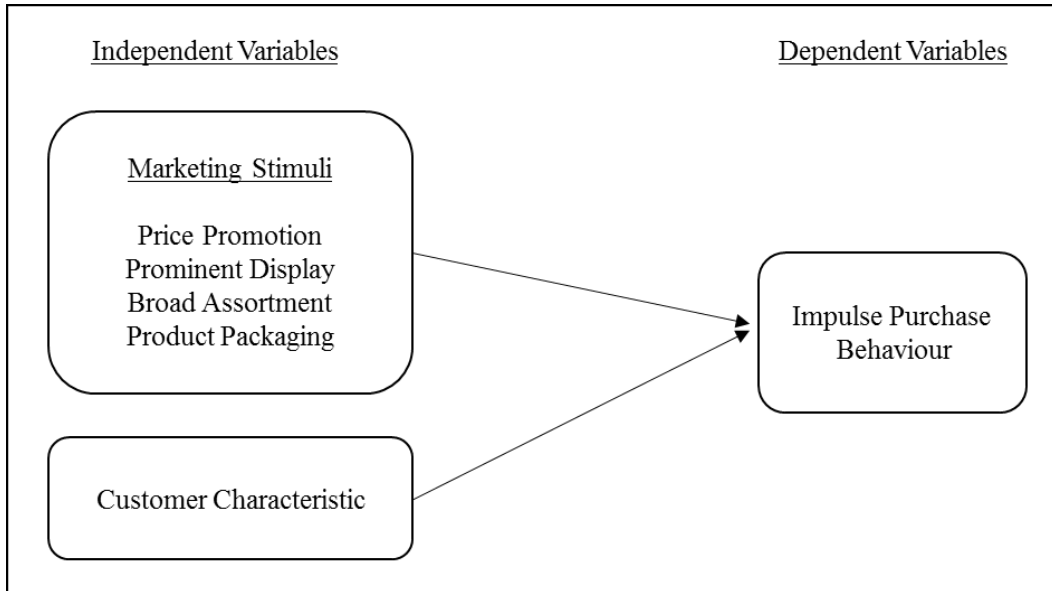 Independent Variables
Dependent Variables
Marketing Stimuli
Price Promotion
Prominent Display
Broad Assortment
Product Packaging
Impulse Purchase
Behaviour
Customer Characteristic